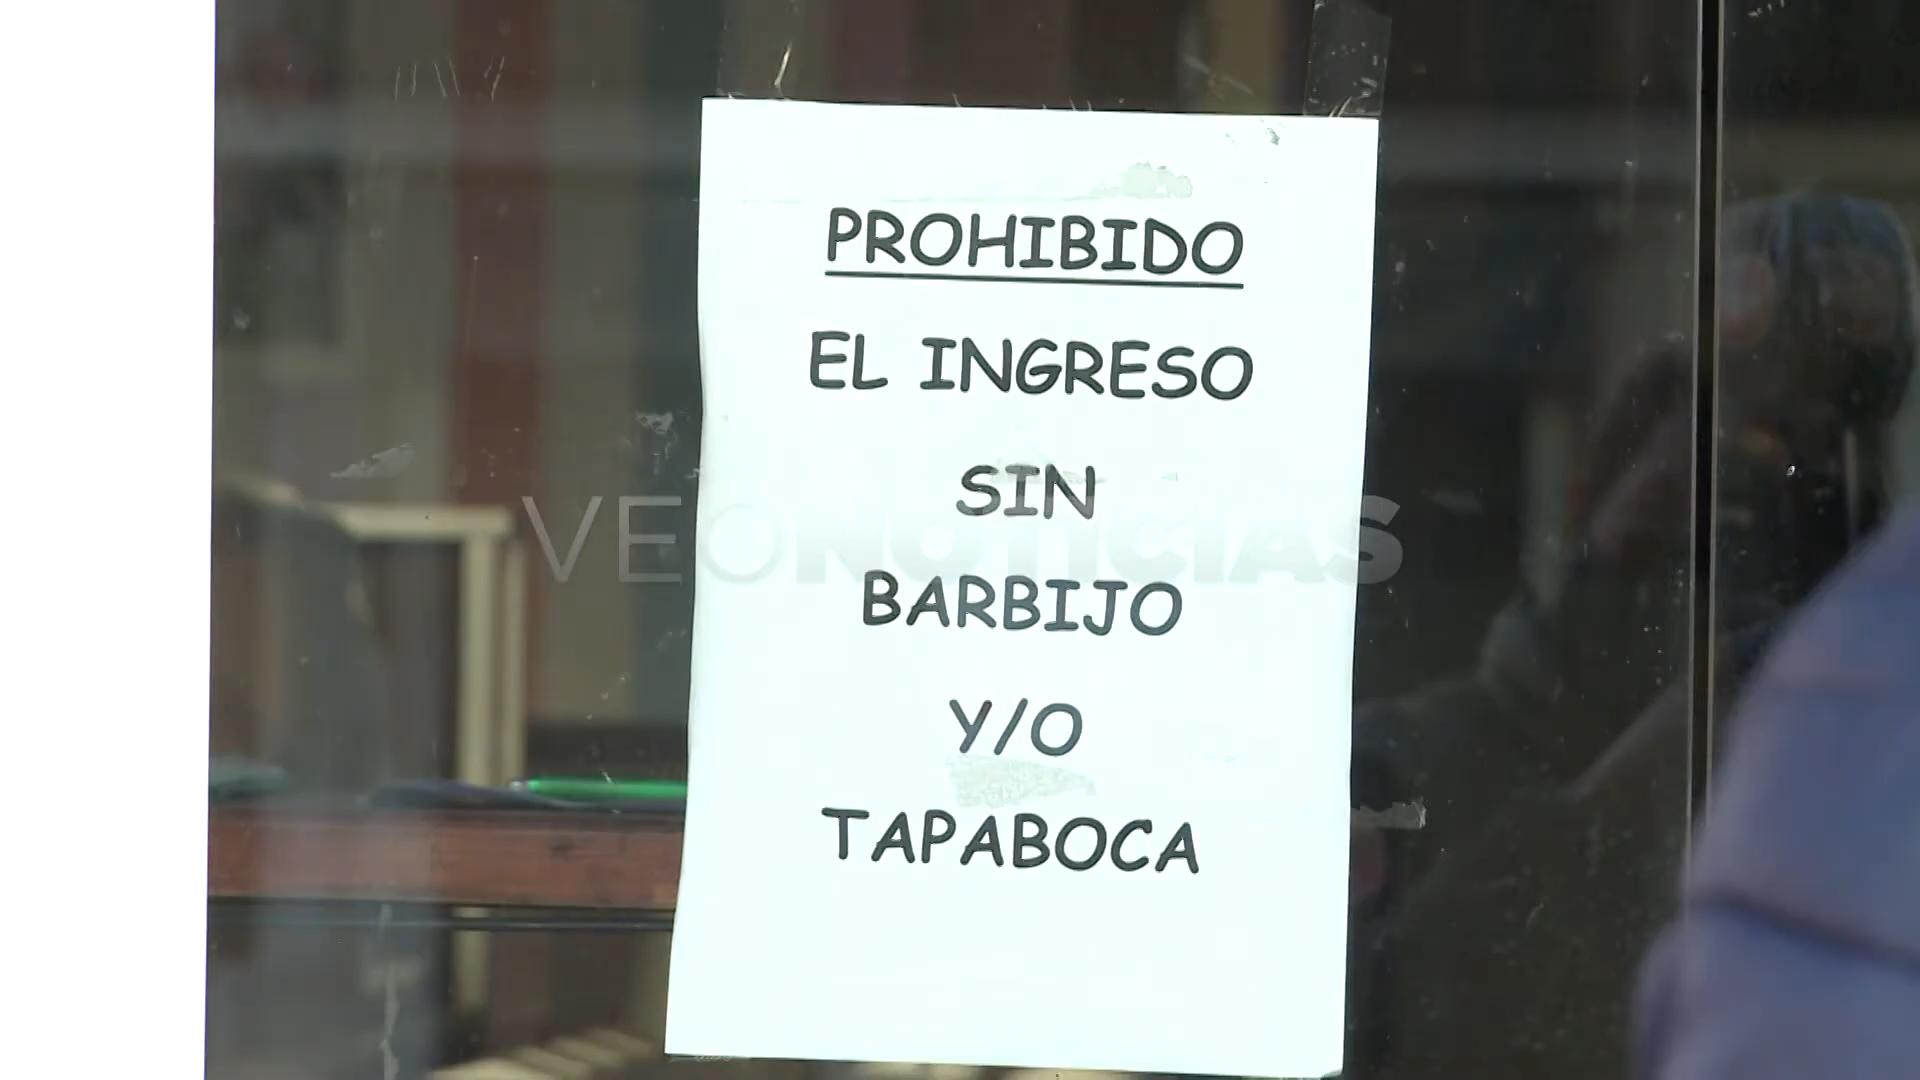 PROHIBIDO
EL INGRESO
SIN
VEONOTICIAS
BARBIJO
Y/O
TAPABOCA